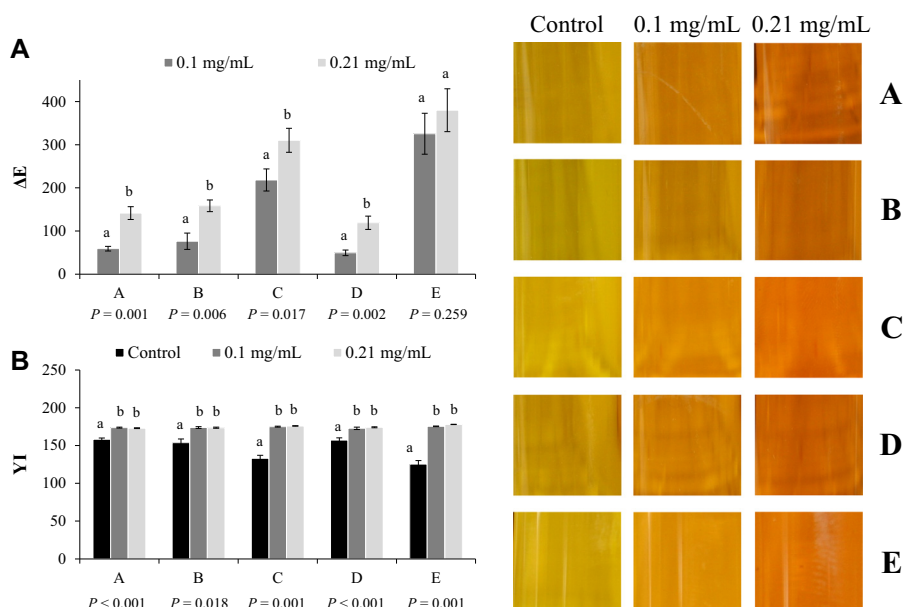 A
0.1 mg/mL 0.21 mg/mL
400
300
200
100
0
ΔE
a b a b a b a b a a
A B C D E
P = 0.001 P = 0.006 P = 0.017 P = 0.002 P = 0.259
B
Control 0.1 mg/mL 0.21 mg/mL
250
200
150
100
50
0
YI
a b b a b b a b b a b b a b b
A B C D E
P < 0.001 P = 0.018 P = 0.001 P < 0.001 P = 0.001
Control 0.1 mg/mL 0.21 mg/mL
A
B
C
D
E